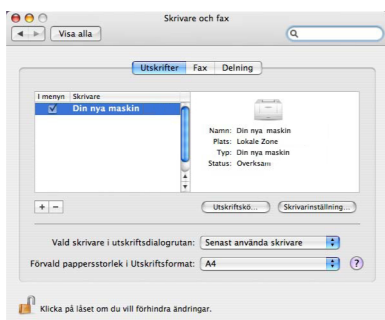 Skrivare och fax
Visa alla
Utskrifter Fax Delning
I menyn Skrivare
Din nya maskin
Namn: Din nya maskin
Plats: Lokale Zone
Typ: Din nya maskin
Status: Overksam
+ −
Utskriftskö... Skrivarinställning...
Vald skrivare i utskriftsdialogrutan: Senast använda skrivare
Förvald pappersstorlek i Utskriftsformat: A4 ?
Klicka på låset om du vill förhindra ändringar.